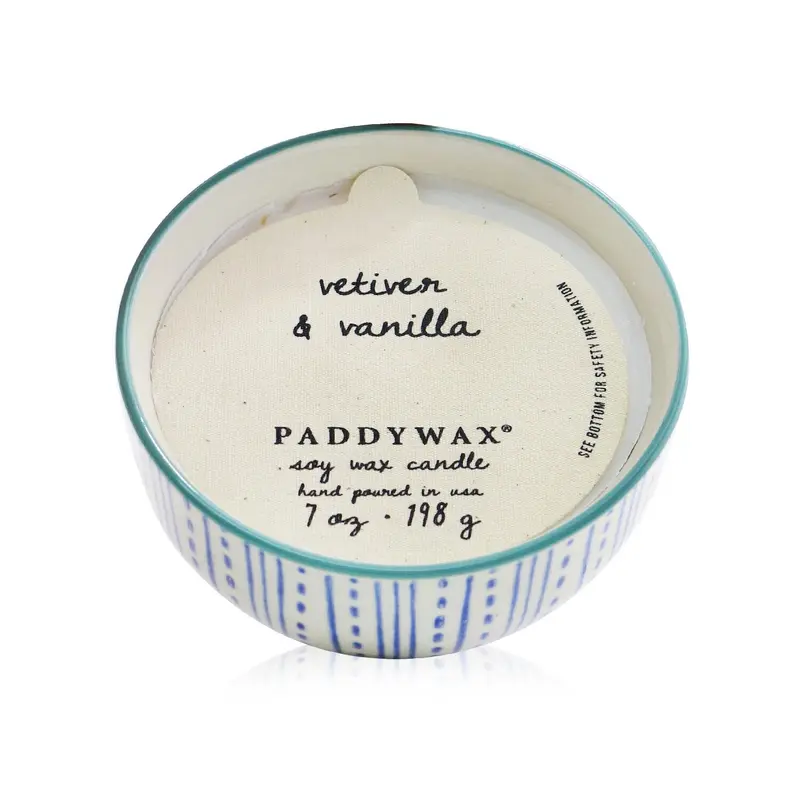 vetiver
& vanilla
PADDYWAX®
soy wax candle
hand poured in usa
7 oz · 198 g
SEE BOTTOM FOR SAFETY INFORMATION